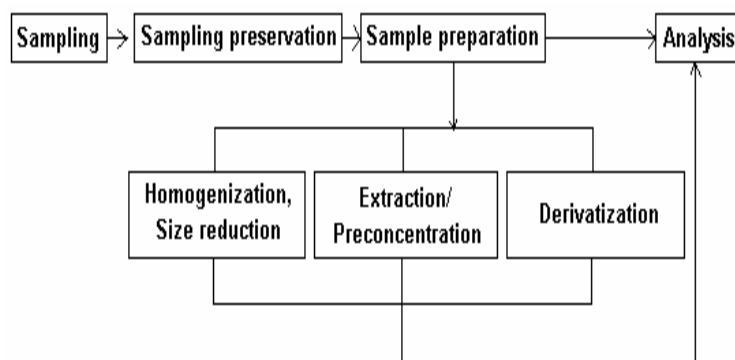 Sampling
Sampling preservation
Sample preparation
Analysis
Homogenization,
Size reduction
Extraction/
Preconcentration
Derivatization